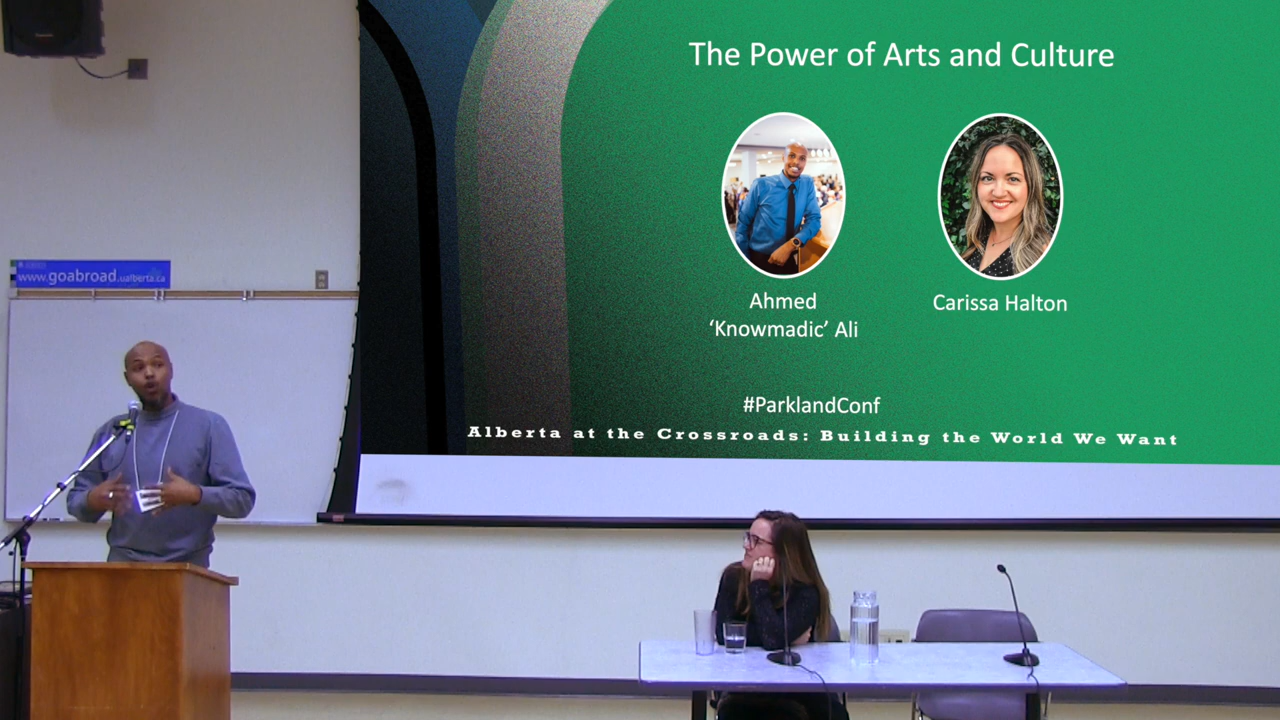 The Power of Arts and Culture
Ahmed
‘Knowmadic’ Ali
Carissa Halton
#ParklandConf
Alberta at the Crossroads: Building the World We Want
www.goabroad.ualberta.ca